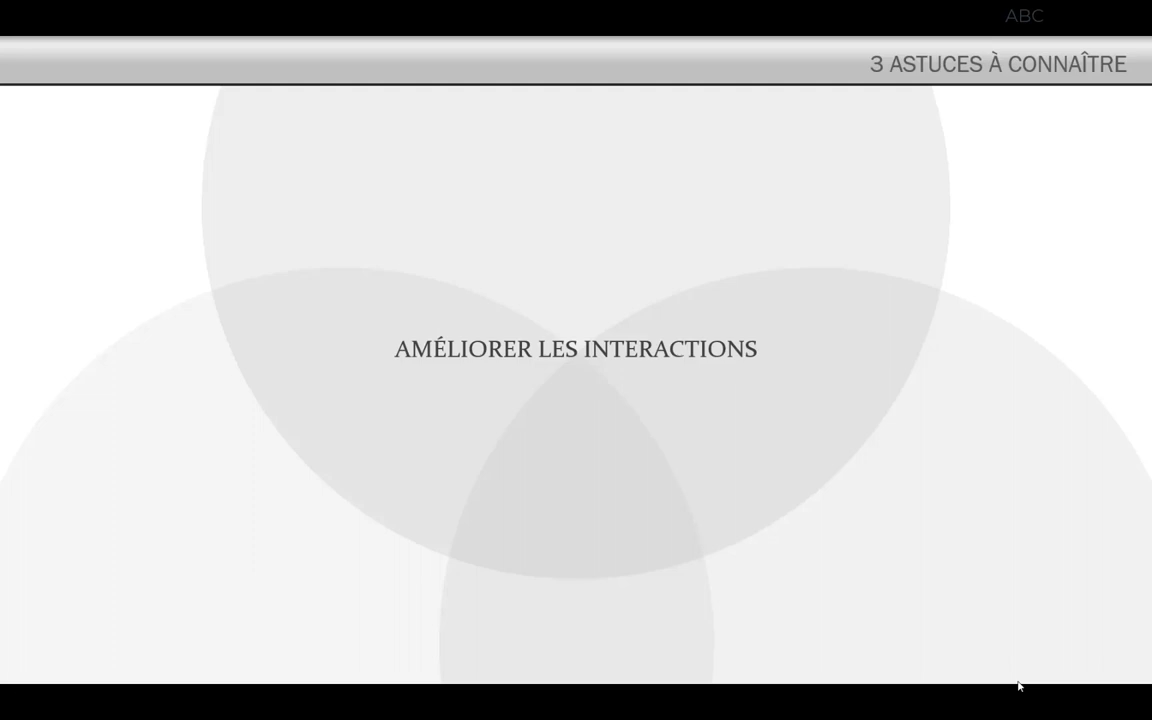 ABC
3 ASTUCES À CONNAÎTRE
AMÉLIORER LES INTERACTIONS